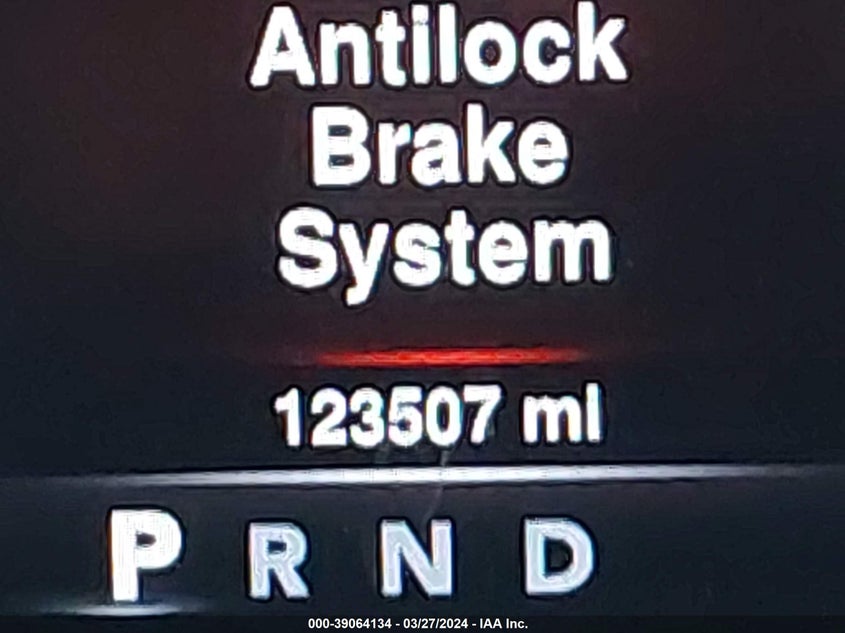 Antilock
Brake
System
123507 mi
P R N D
000-39064134 - 03/27/2024 - IAA Inc.